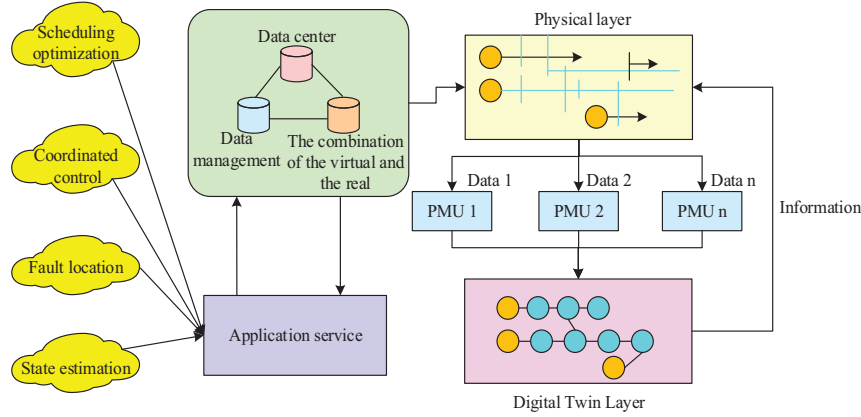 Scheduling
optimization
Coordinated
control
Fault location
State estimation
Data center
Data
management
The combination
of the virtual and
the real
Application service
Physical layer
Data 1
Data 2
Data n
PMU 1
PMU 2
PMU n
Information
Digital Twin Layer